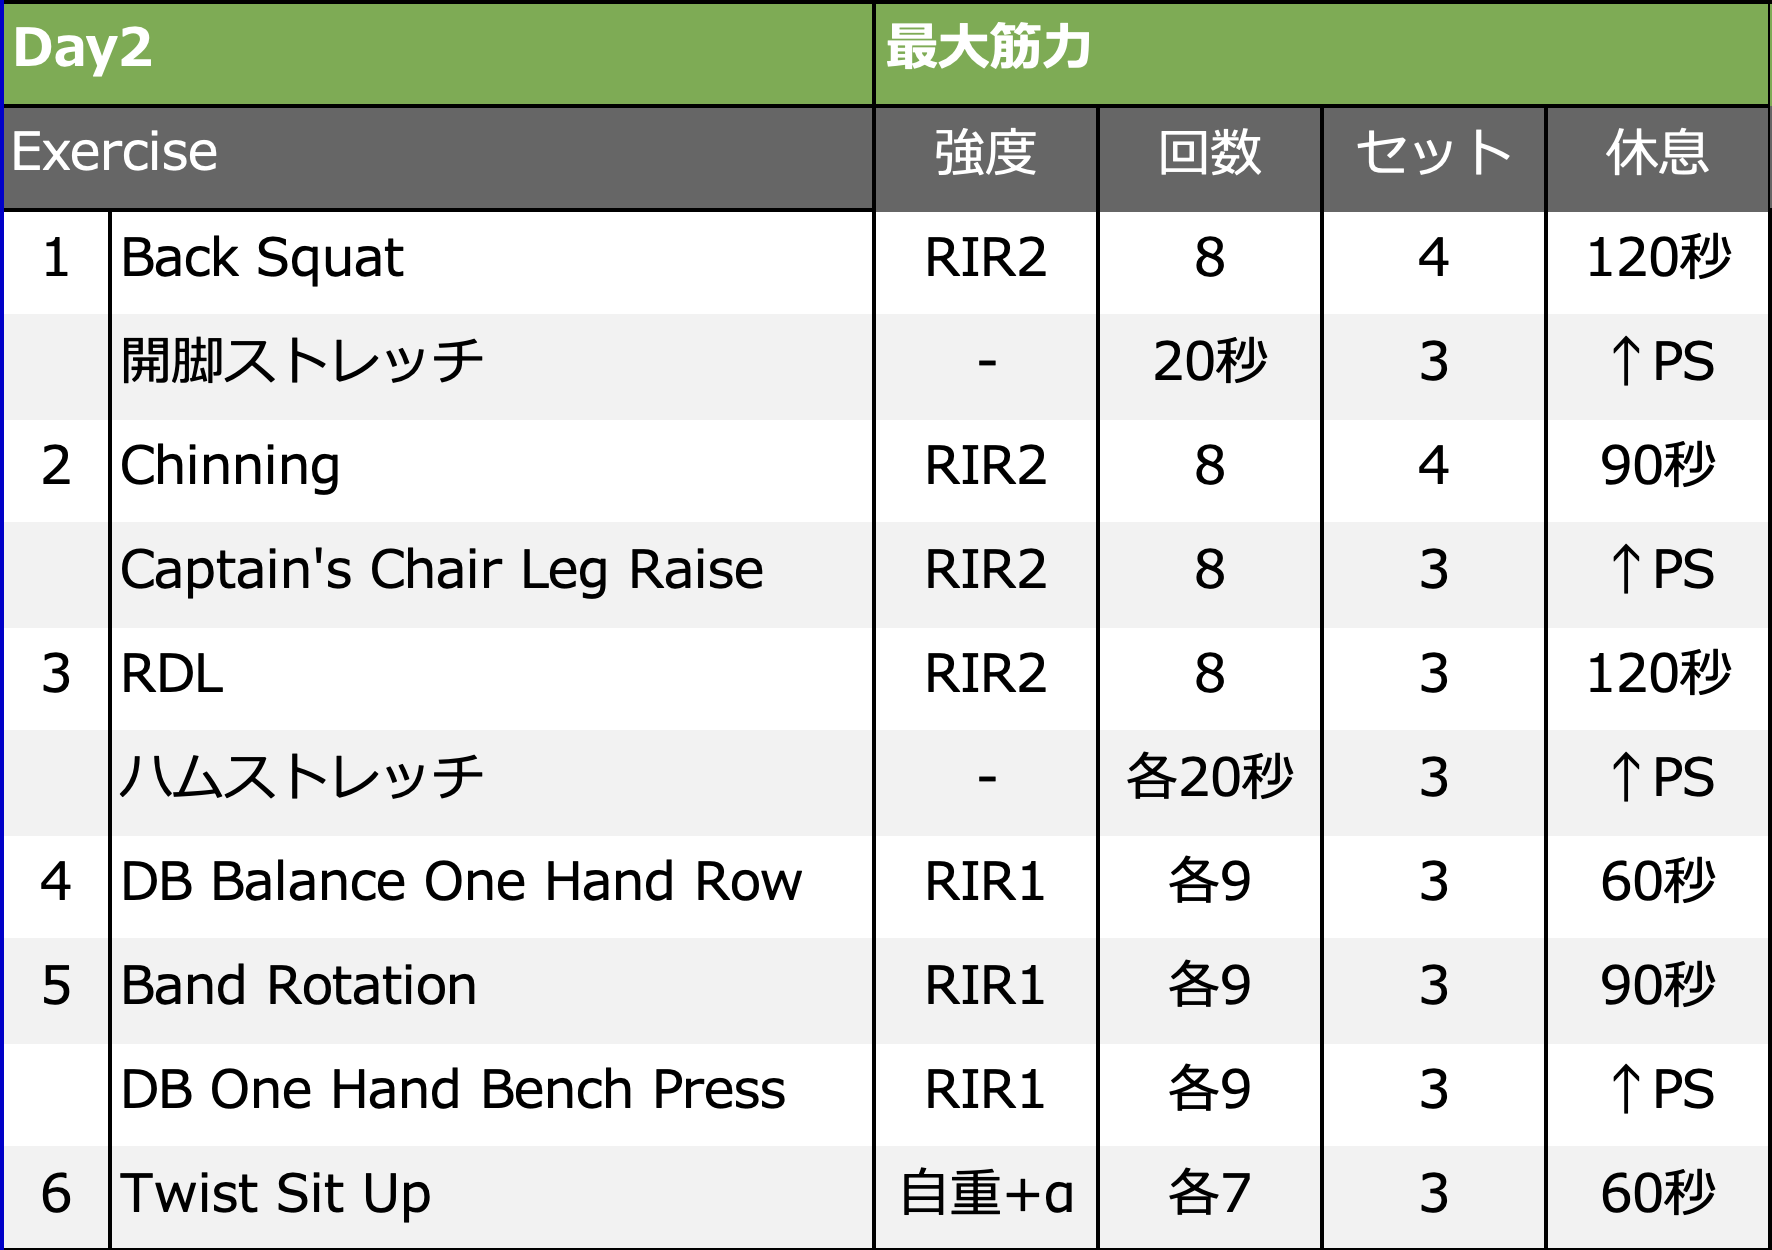 Day2 最大筋力
Exercise 強度 回数 セット 休息
1 Back Squat RIR2 8 4 120秒
開脚ストレッチ - 20秒 3 ↑PS
2 Chinning RIR2 8 4 90秒
Captain's Chair Leg Raise RIR2 8 3 ↑PS
3 RDL RIR2 8 3 120秒
ハムストレッチ - 各20秒 3 ↑PS
4 DB Balance One Hand Row RIR1 各9 3 60秒
5 Band Rotation RIR1 各9 3 90秒
DB One Hand Bench Press RIR1 各9 3 ↑PS
6 Twist Sit Up 自重+α 各7 3 60秒